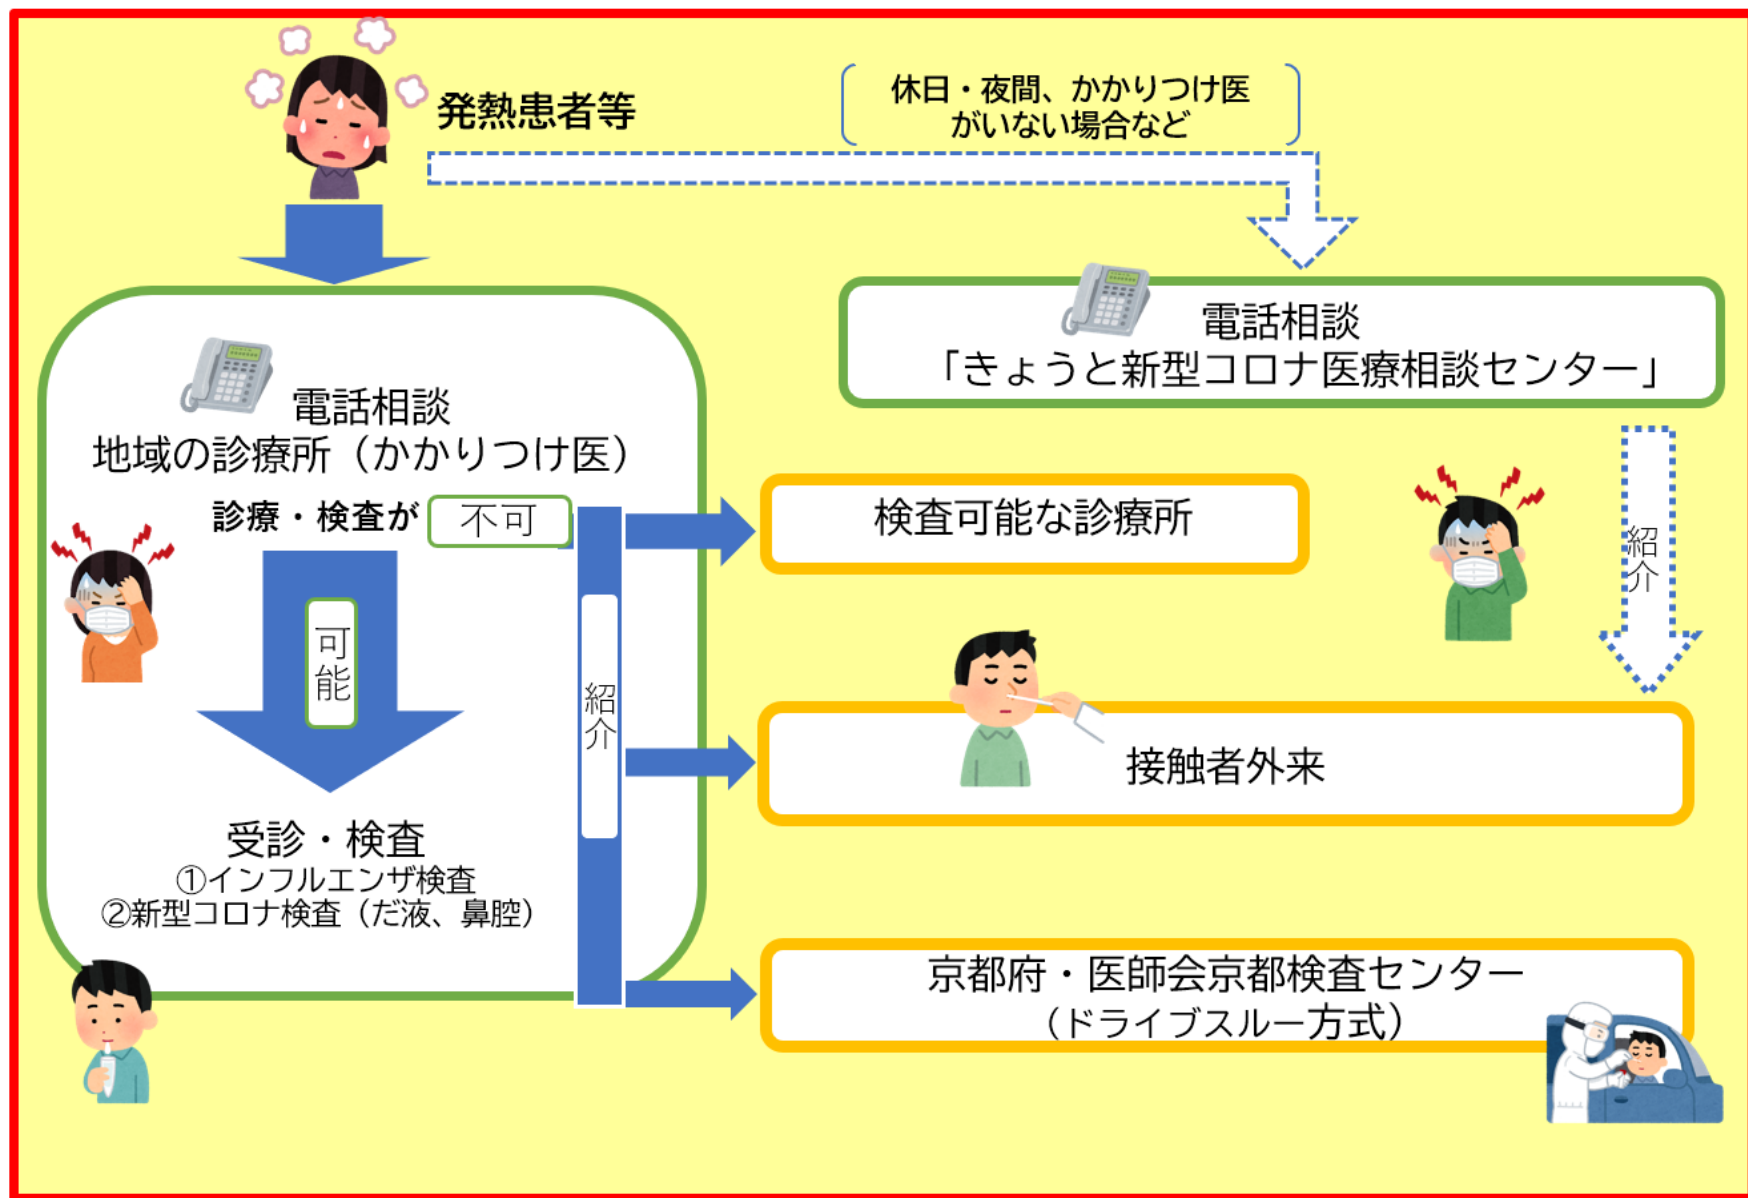 発熱患者等
休日・夜間、かかりつけ医
がいない場合など
電話相談
「きょうと新型コロナ医療相談センター」
電話相談
地域の診療所（かかりつけ医）
診療・検査が 不可
可能
紹介
受診・検査
①インフルエンザ検査
②新型コロナ検査（だ液、鼻腔）
検査可能な診療所
紹介
接触者外来
京都府・医師会京都検査センター
（ドライブスルー方式）